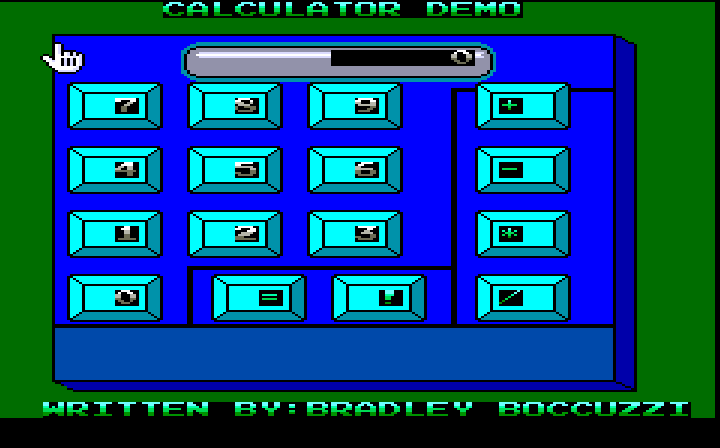 CALCULATOR DEMO
0
7 8 9 +
4 5 6 -
1 2 3 *
0 = ! /
WRITTEN BY:BRADLEY BOCCUZZI